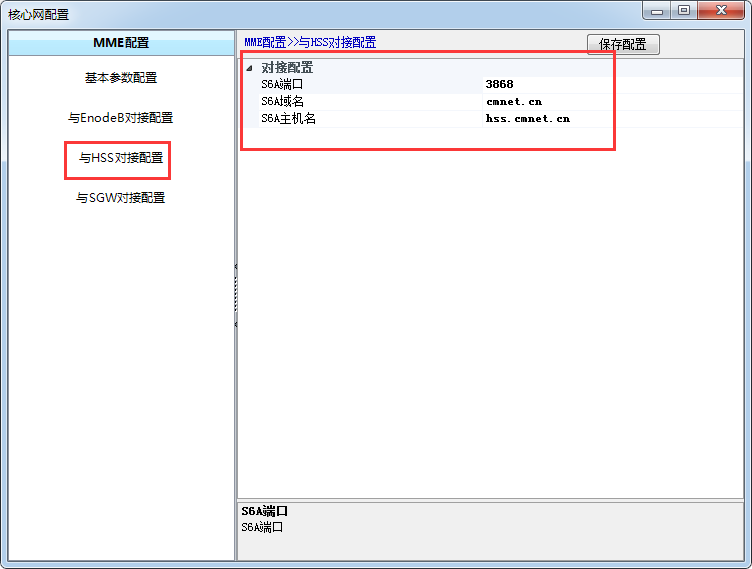 核心网配置
MME配置
基本参数配置
与EnodeB对接配置
与HSS对接配置
与SGW对接配置
MME配置>>与HSS对接配置
保存配置
对接配置
S6A端口 3868
S6A域名 cmnet.cn
S6A主机名 hss.cmnet.cn
S6A端口
S6A端口